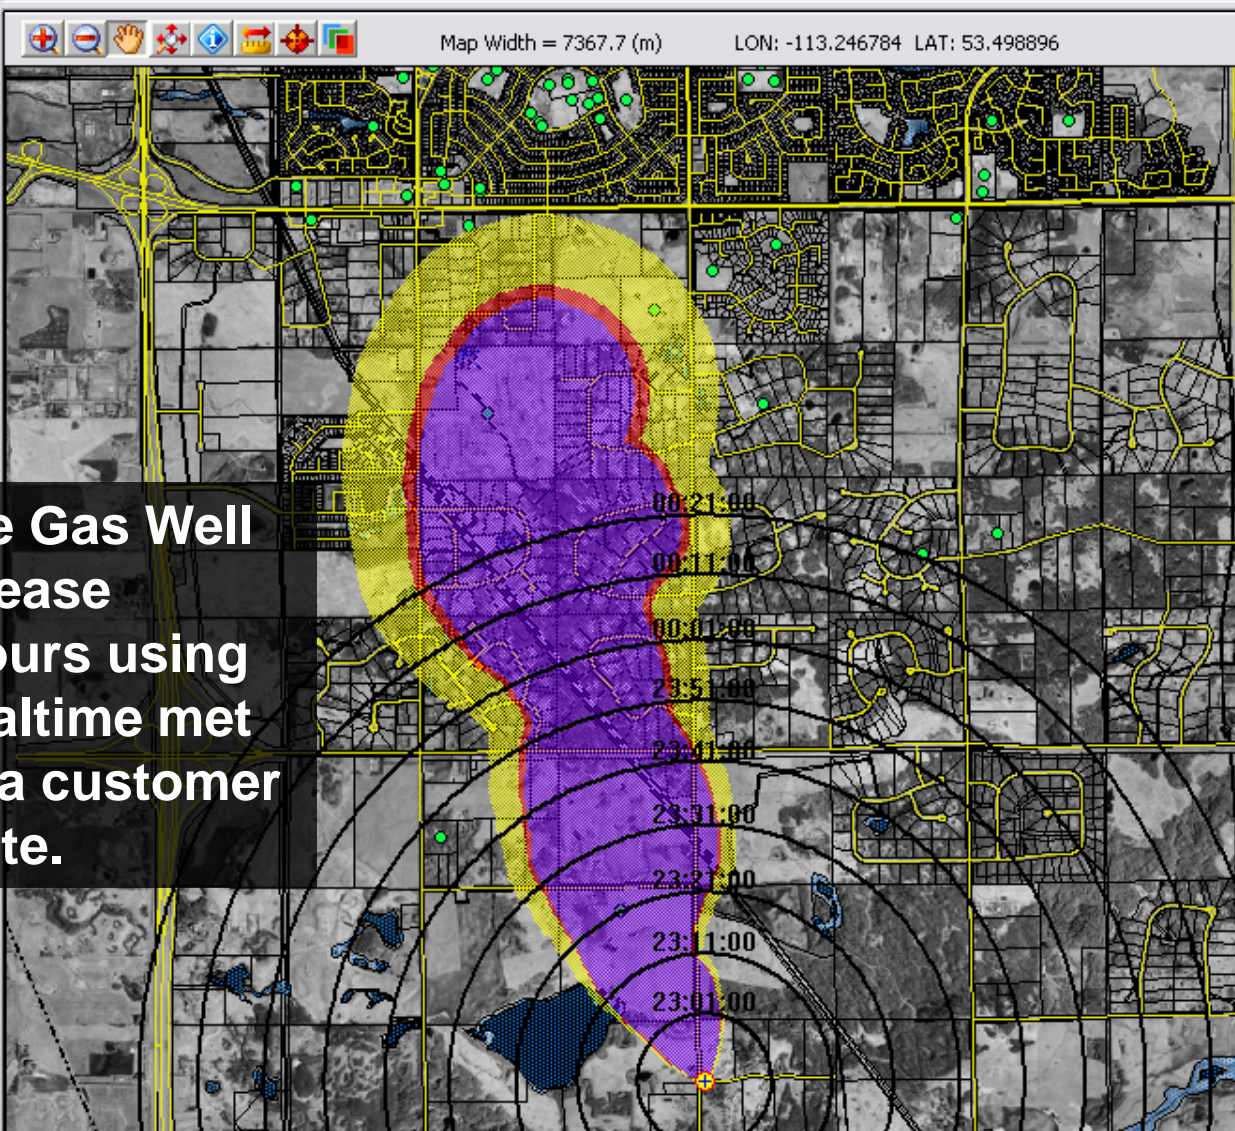 Map Width = 7367.7 (m) LON: -113.246784 LAT: 53.498896
e Gas Well
ease
ours using
altime met
a customer
te.
00:21:00
00:11:00
00:01:00
23:51:00
23:41:00
23:31:00
23:21:00
23:11:00
23:01:00